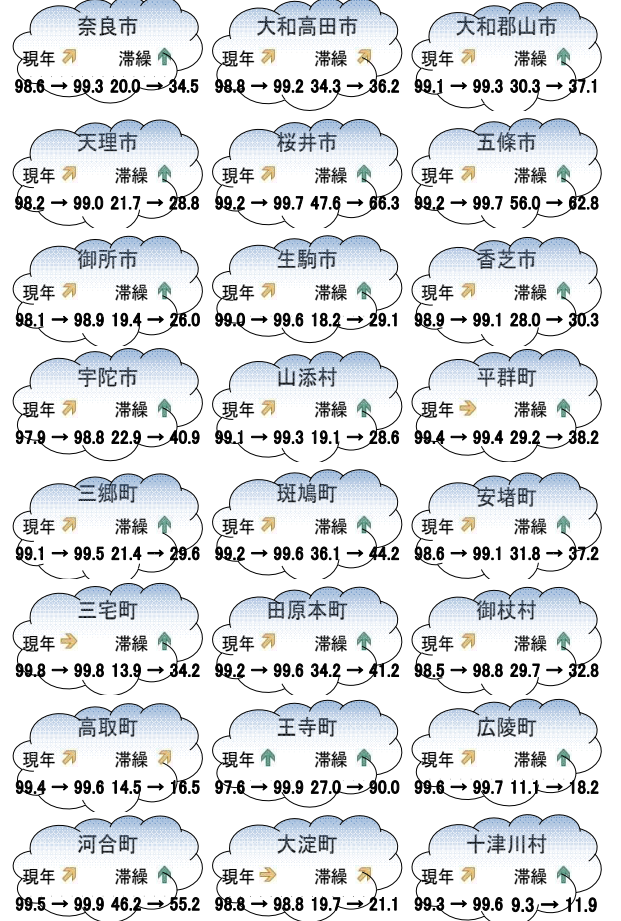 奈良市 大和高田市 大和郡山市
現年 滞繰 現年 滞繰 現年 滞繰
98.6 → 99.3 20.0 → 34.5 98.8 → 99.2 34.3 → 36.2 99.1 → 99.3 30.3 → 37.1
天理市 桜井市 五條市
現年 滞繰 現年 滞繰 現年 滞繰
98.2 → 99.0 21.7 → 28.8 99.2 → 99.7 47.6 → 66.3 99.2 → 99.7 56.0 → 62.8
御所市 生駒市 香芝市
現年 滞繰 現年 滞繰 現年 滞繰
98.1 → 98.9 19.4 → 26.0 99.0 → 99.6 18.2 → 29.1 98.9 → 99.1 28.0 → 30.3
宇陀市 山添村 平群町
現年 滞繰 現年 滞繰 現年 滞繰
97.9 → 98.8 22.9 → 40.9 99.1 → 99.3 19.1 → 28.6 99.4 → 99.4 29.2 → 38.2
三郷町 斑鳩町 安堵町
現年 滞繰 現年 滞繰 現年 滞繰
99.1 → 99.5 21.4 → 29.6 99.2 → 99.6 36.1 → 44.2 98.6 → 99.1 31.8 → 37.2
三宅町 田原本町 御杖村
現年 滞繰 現年 滞繰 現年 滞繰
99.8 → 99.8 13.9 → 34.2 99.2 → 99.6 34.2 → 41.2 98.5 → 98.8 29.7 → 32.8
高取町 王寺町 広陵町
現年 滞繰 現年 滞繰 現年 滞繰
99.4 → 99.6 14.5 → 16.5 97.6 → 99.9 27.0 → 90.0 99.6 → 99.7 11.1 → 18.2
河合町 大淀町 十津川村
現年 滞繰 現年 滞繰 現年 滞繰
99.5 → 99.9 46.2 → 55.2 98.8 → 98.8 19.7 → 21.1 99.3 → 99.6 9.3 → 11.9